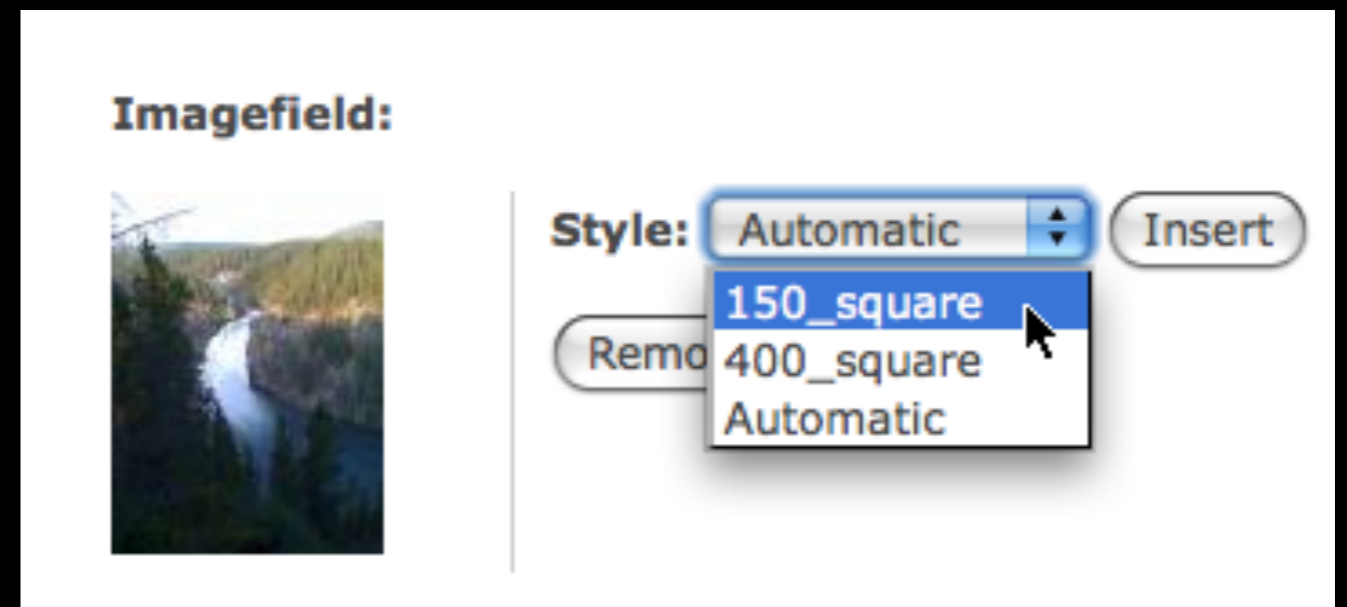 Imagefield:
Style: Automatic Insert
150_square
Remo 400_square
Automatic